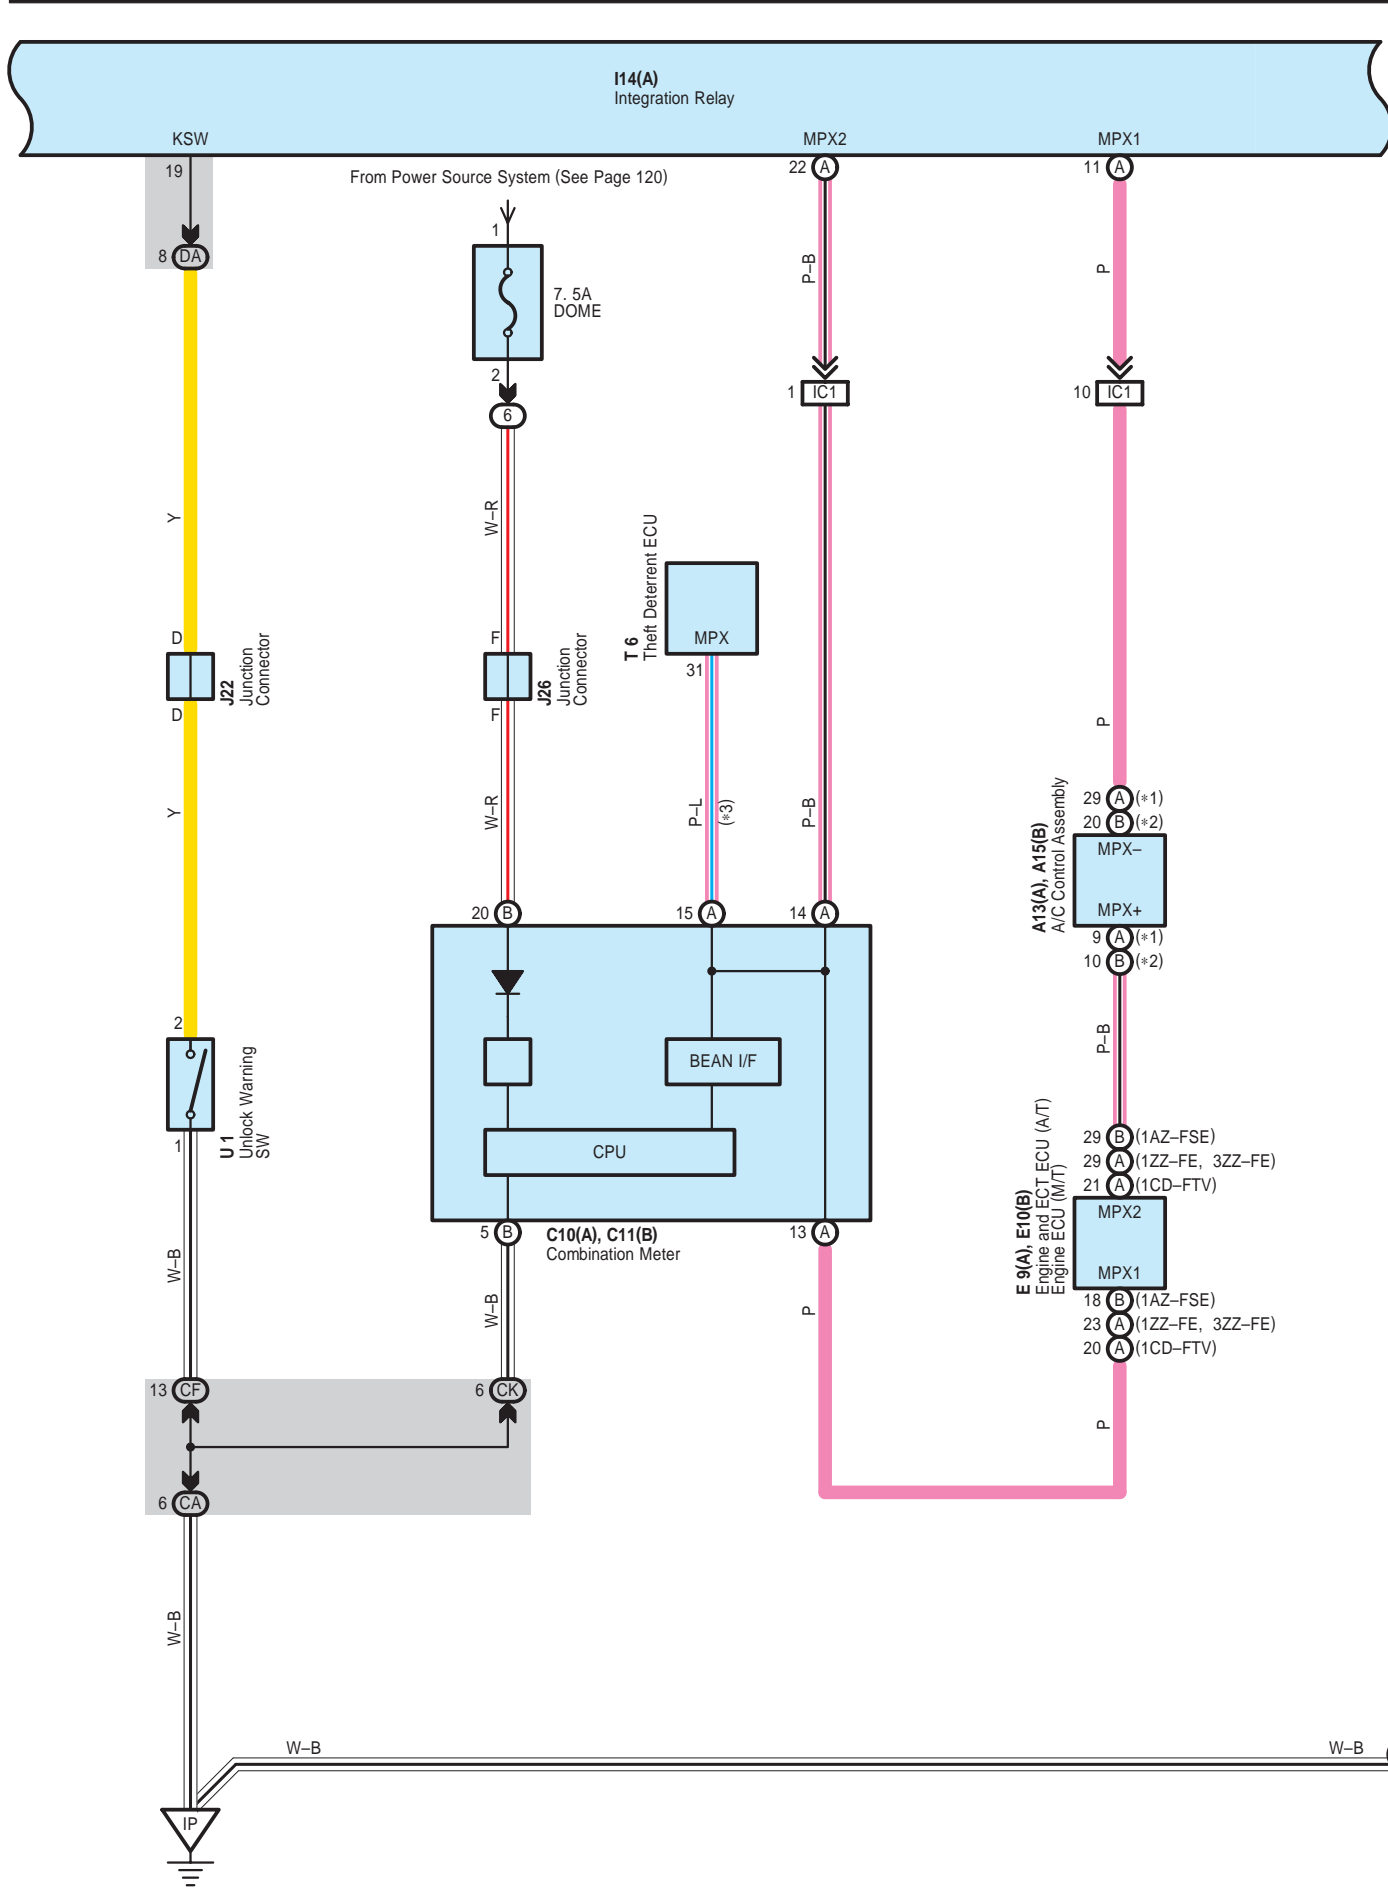 I14(A)
Integration Relay
KSW
MPX2
MPX1
19
22 A
11 A
From Power Source System (See Page 120)
8 DA
1
7. 5A
DOME
2
6
P–B
P
1 IC1
10 IC1
Y
W–R
T 6
Theft Deterrent ECU
MPX
31
D
J22
Junction
Connector
D
F
J26
Junction
Connector
F
P
Y
W–R
P–L
(*3)
P–B
29 A (*1)
20 B (*2)
A13(A), A15(B)
A/C Control Assembly
MPX–
MPX+
9 A (*1)
10 B (*2)
20 B
15 A
14 A
2
U 1
Unlock Warning
SW
1
BEAN I/F
CPU
P–B
29 B (1AZ–FSE)
29 A (1ZZ–FE, 3ZZ–FE)
21 A (1CD–FTV)
E 9(A), E10(B)
Engine and ECT ECU (A/T)
Engine ECU (M/T)
MPX2
MPX1
18 B (1AZ–FSE)
23 A (1ZZ–FE, 3ZZ–FE)
20 A (1CD–FTV)
5 B
C10(A), C11(B)
Combination Meter
13 A
W–B
W–B
P
13 CF
6 CK
P
6 CA
W–B
W–B
W–B
IP